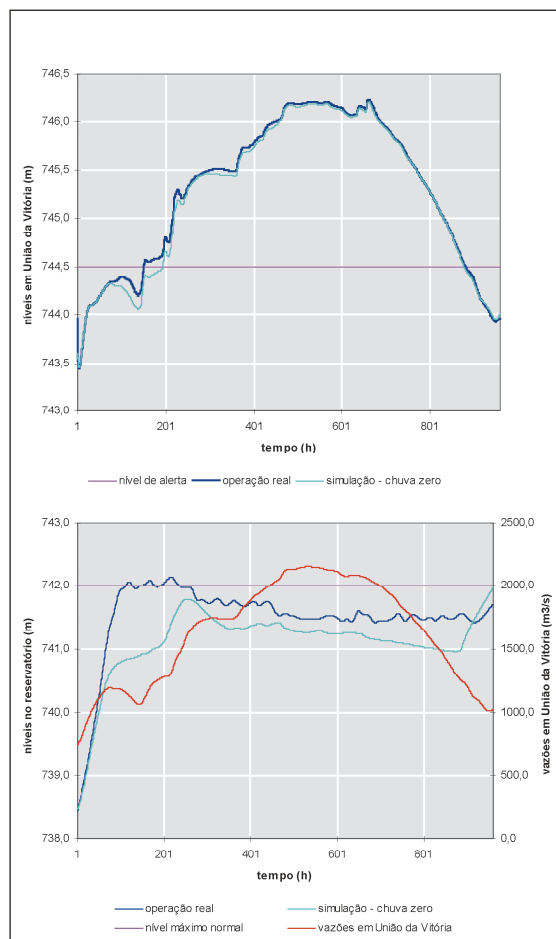 746,5
746,0
745,5
745,0
744,5
744,0
743,5
743,0
níveis em União da Vitória (m)
1 201 401 601 801
tempo (h)
nível de alerta operação real simulação - chuva zero
743,0
742,0
741,0
740,0
739,0
738,0
níveis no reservatório (m)
2500,0
2000,0
1500,0
1000,0
500,0
0,0
vazões em União da Vitória (m3/s)
1 201 401 601 801
tempo (h)
operação real simulação - chuva zero
nível máximo normal vazões em União da Vitória